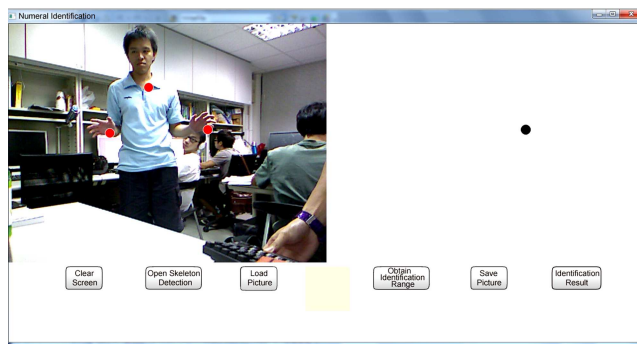 Numeral Identification
Clear
Screen
Open Skeleton
Detection
Load
Picture
Obtain
Identification
Range
Save
Picture
Identification
Result